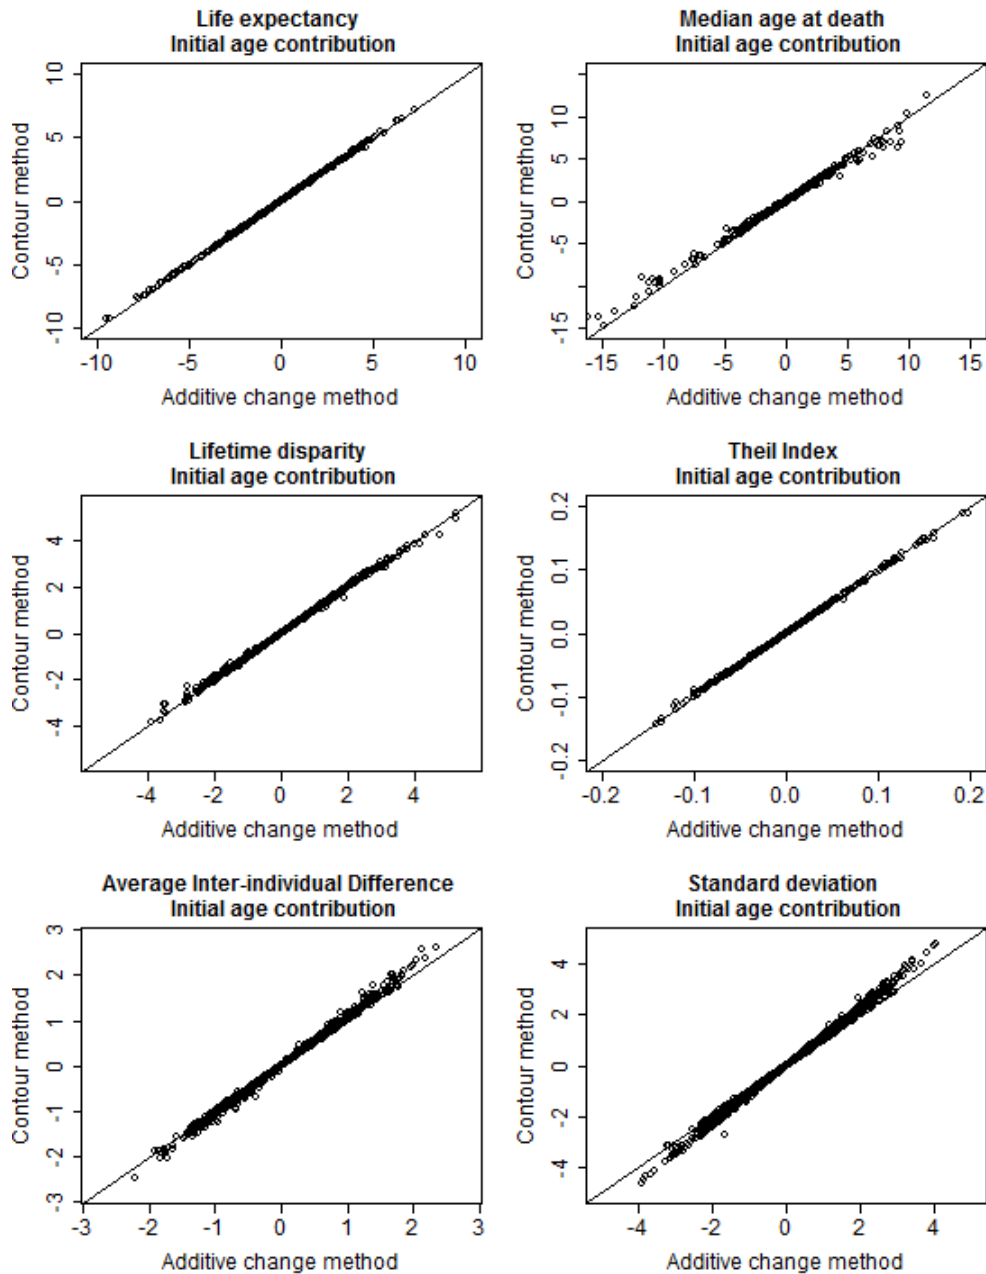 Life expectancy
Initial age contribution
10
5
0
-5
-10
Contour method
-10 -5 0 5 10
Additive change method
Median age at death
Initial age contribution
10
5
0
-5
-15
Contour method
-15 -10 -5 0 5 10 15
Additive change method
Lifetime disparity
Initial age contribution
4
2
0
-2
-4
Contour method
-4 -2 0 2 4
Additive change method
Theil Index
Initial age contribution
0.2
0.1
0.0
-0.1
-0.2
Contour method
-0.2 -0.1 0.0 0.1 0.2
Additive change method
Average Inter-individual Difference
Initial age contribution
3
2
1
0
-1
-2
-3
Contour method
-3 -2 -1 0 1 2 3
Additive change method
Standard deviation
Initial age contribution
4
2
0
-2
-4
Contour method
-4 -2 0 2 4
Additive change method